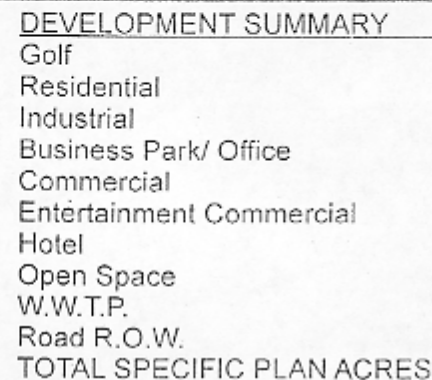 DEVELOPMENT SUMMARY
Golf
Residential
Industrial
Business Park/ Office
Commercial
Entertainment Commercial
Hotel
Open Space
W.W.T.P.
Road R.O.W.
TOTAL SPECIFIC PLAN ACRES